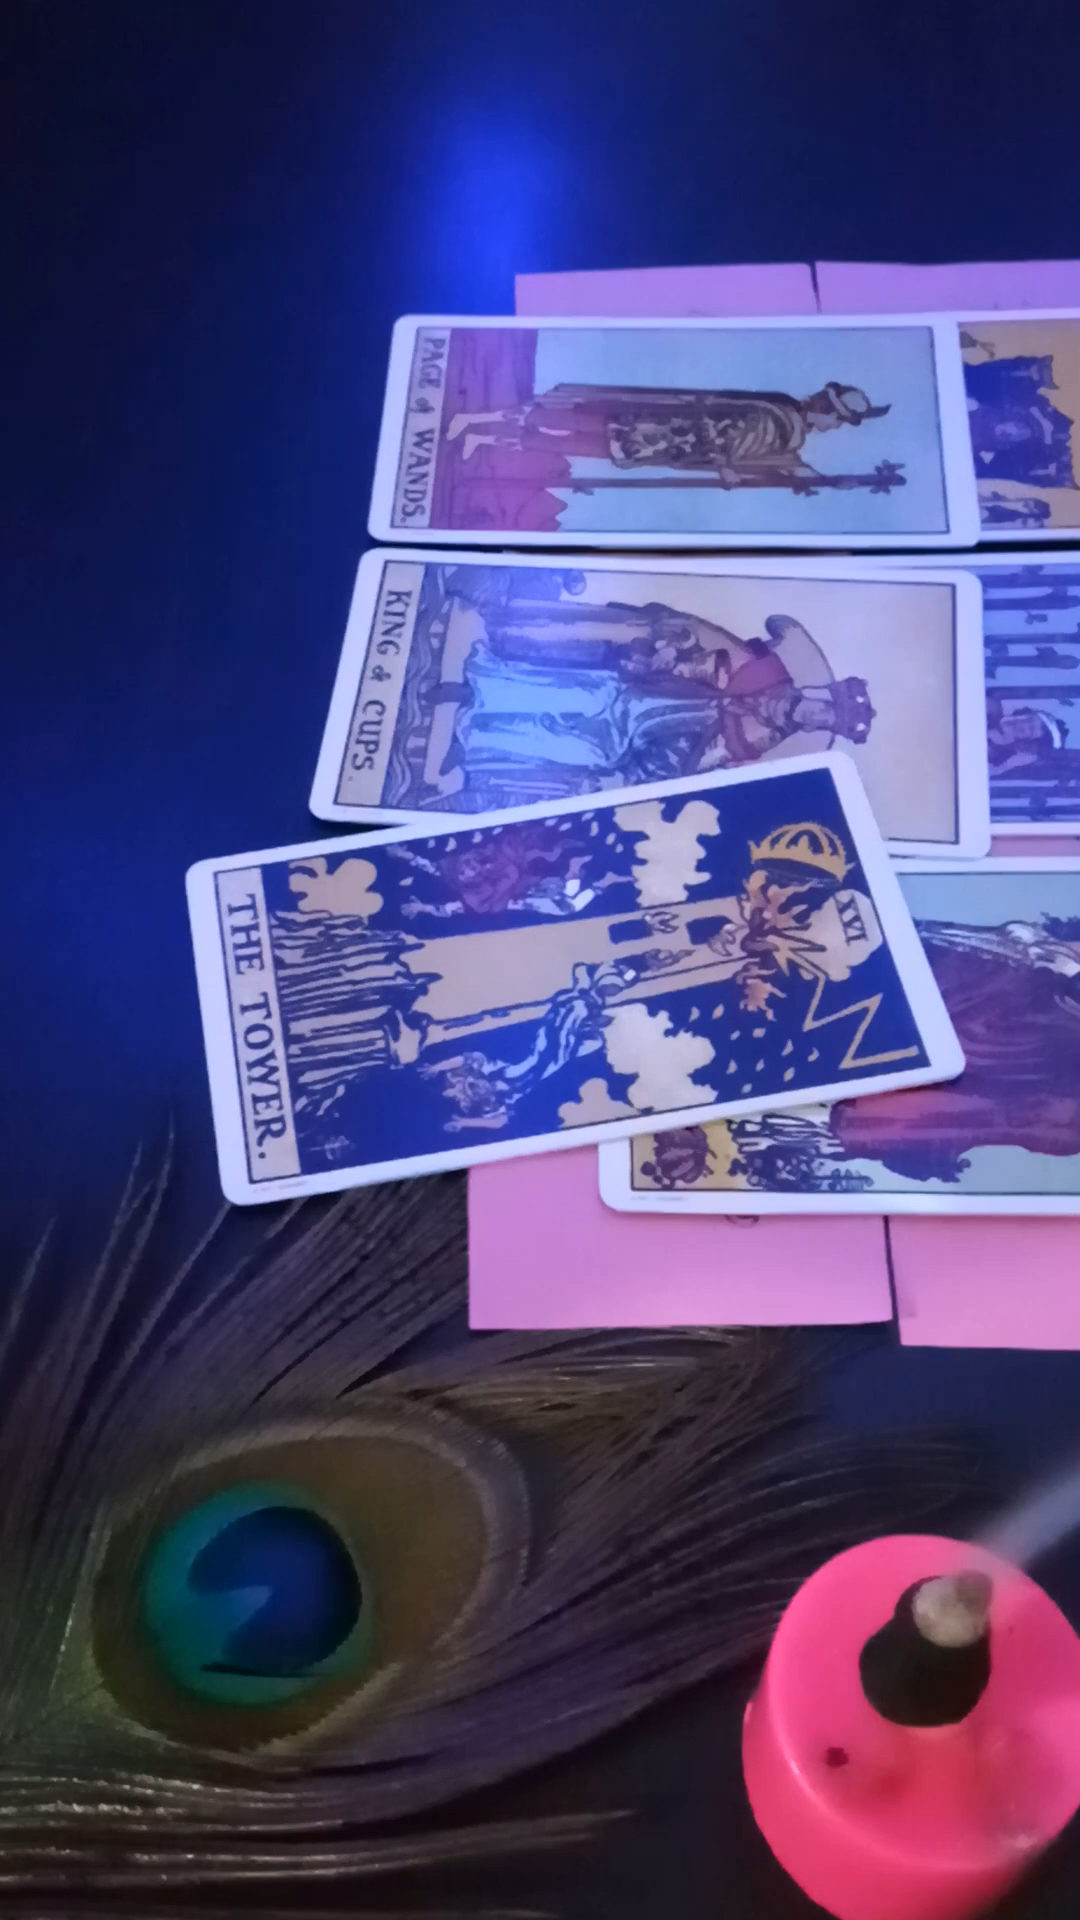 PAGE of WANDS.
KING of CUPS.
XVI
THE TOWER.